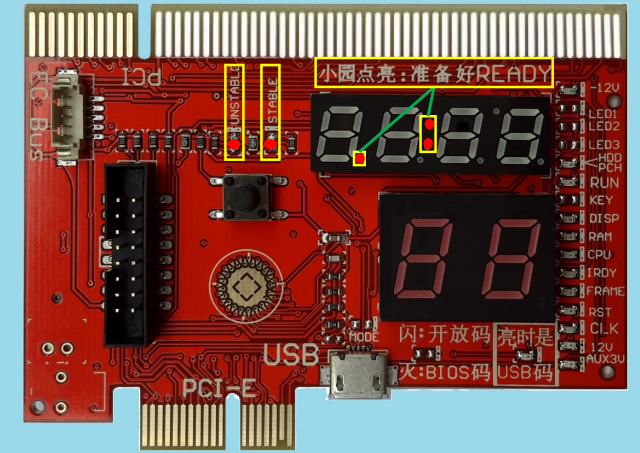 PCI
EC Bus
UNSTABLE
STABLE
小园点亮:准备好READY
-12V
LED1
LED2
LED3
HDD
PCH
RUN
KEY
DISP
RAM
CPU
IRDY
FRAME
RST
CLK
12V
AUX3V
MODE
闪:开放码
亮时是
灭:BIOS码
USB码
USB
PCI-E